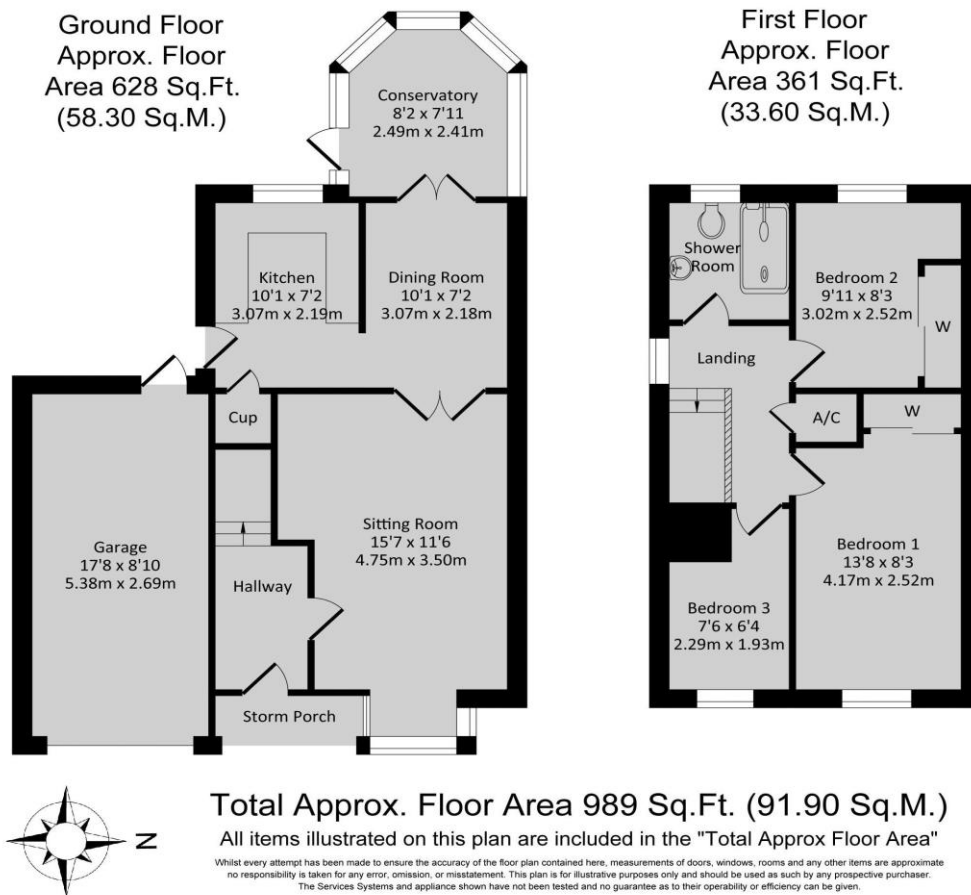 Ground Floor
Approx. Floor
Area 628 Sq.Ft.
(58.30 Sq.M.)
Conservatory
8'2 x 7'11
2.49m x 2.41m
Kitchen
10'1 x 7'2
3.07m x 2.19m
Dining Room
10'1 x 7'2
3.07m x 2.18m
Cup
Garage
17'8 x 8'10
5.38m x 2.69m
Hallway
Sitting Room
15'7 x 11'6
4.75m x 3.50m
Storm Porch
First Floor
Approx. Floor
Area 361 Sq.Ft.
(33.60 Sq.M.)
Shower
Room
Bedroom 2
9'11 x 8'3
3.02m x 2.52m
W
Landing
A/C
W
Bedroom 1
13'8 x 8'3
4.17m x 2.52m
Bedroom 3
7'6 x 6'4
2.29m x 1.93m
N
Total Approx. Floor Area 989 Sq.Ft. (91.90 Sq.M.)
All items illustrated on this plan are included in the "Total Approx Floor Area"
Whilst every attempt has been made to ensure the accuracy of the floor plan contained here, measurements of doors, windows, rooms and any other items are approximate
no responsibility is taken for any error, omission, or misstatement. This plan is for illustrative purposes only and should be used as such by any prospective purchaser.
The Services Systems and appliance shown have not been tested and no guarantee as to their operability or efficiency can be given.